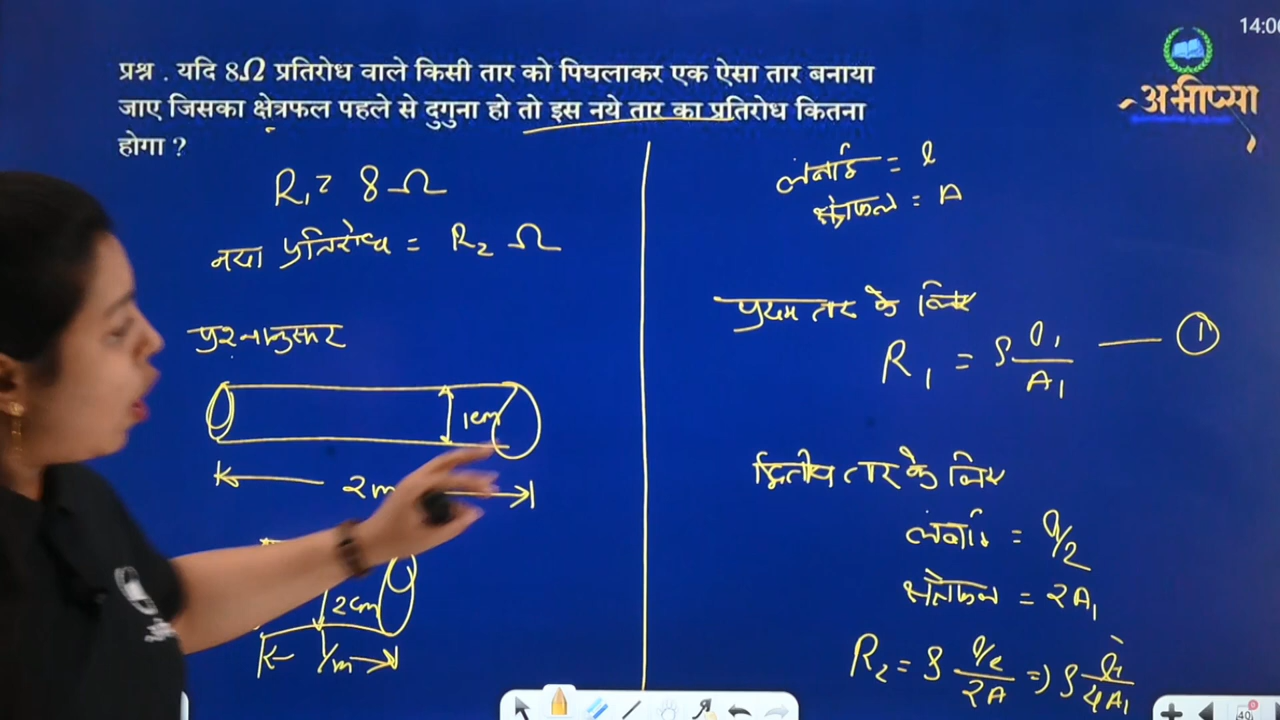 14:06
अभीप्सा
प्रश्न . यदि 8Ω प्रतिरोध वाले किसी तार को पिघलाकर एक ऐसा तार बनाया
जाए जिसका क्षेत्रफल पहले से दुगुना हो तो इस नये तार का प्रतिरोध कितना
होगा ?
R₁ = 8 Ω
नया प्रतिरोध = R₂ Ω
प्रश्नानुसार
1cm
2m
2cm
1m
लंबाई = l
क्षेत्रफल = A
प्रथम तार के लिए
R₁ = ρ l₁/A₁ — ①
द्वितीय तार के लिए
लंबाई = l/2
क्षेत्रफल = 2A₁
R₂ = ρ l/2/2A ⇒ ρ l₁/4A₁